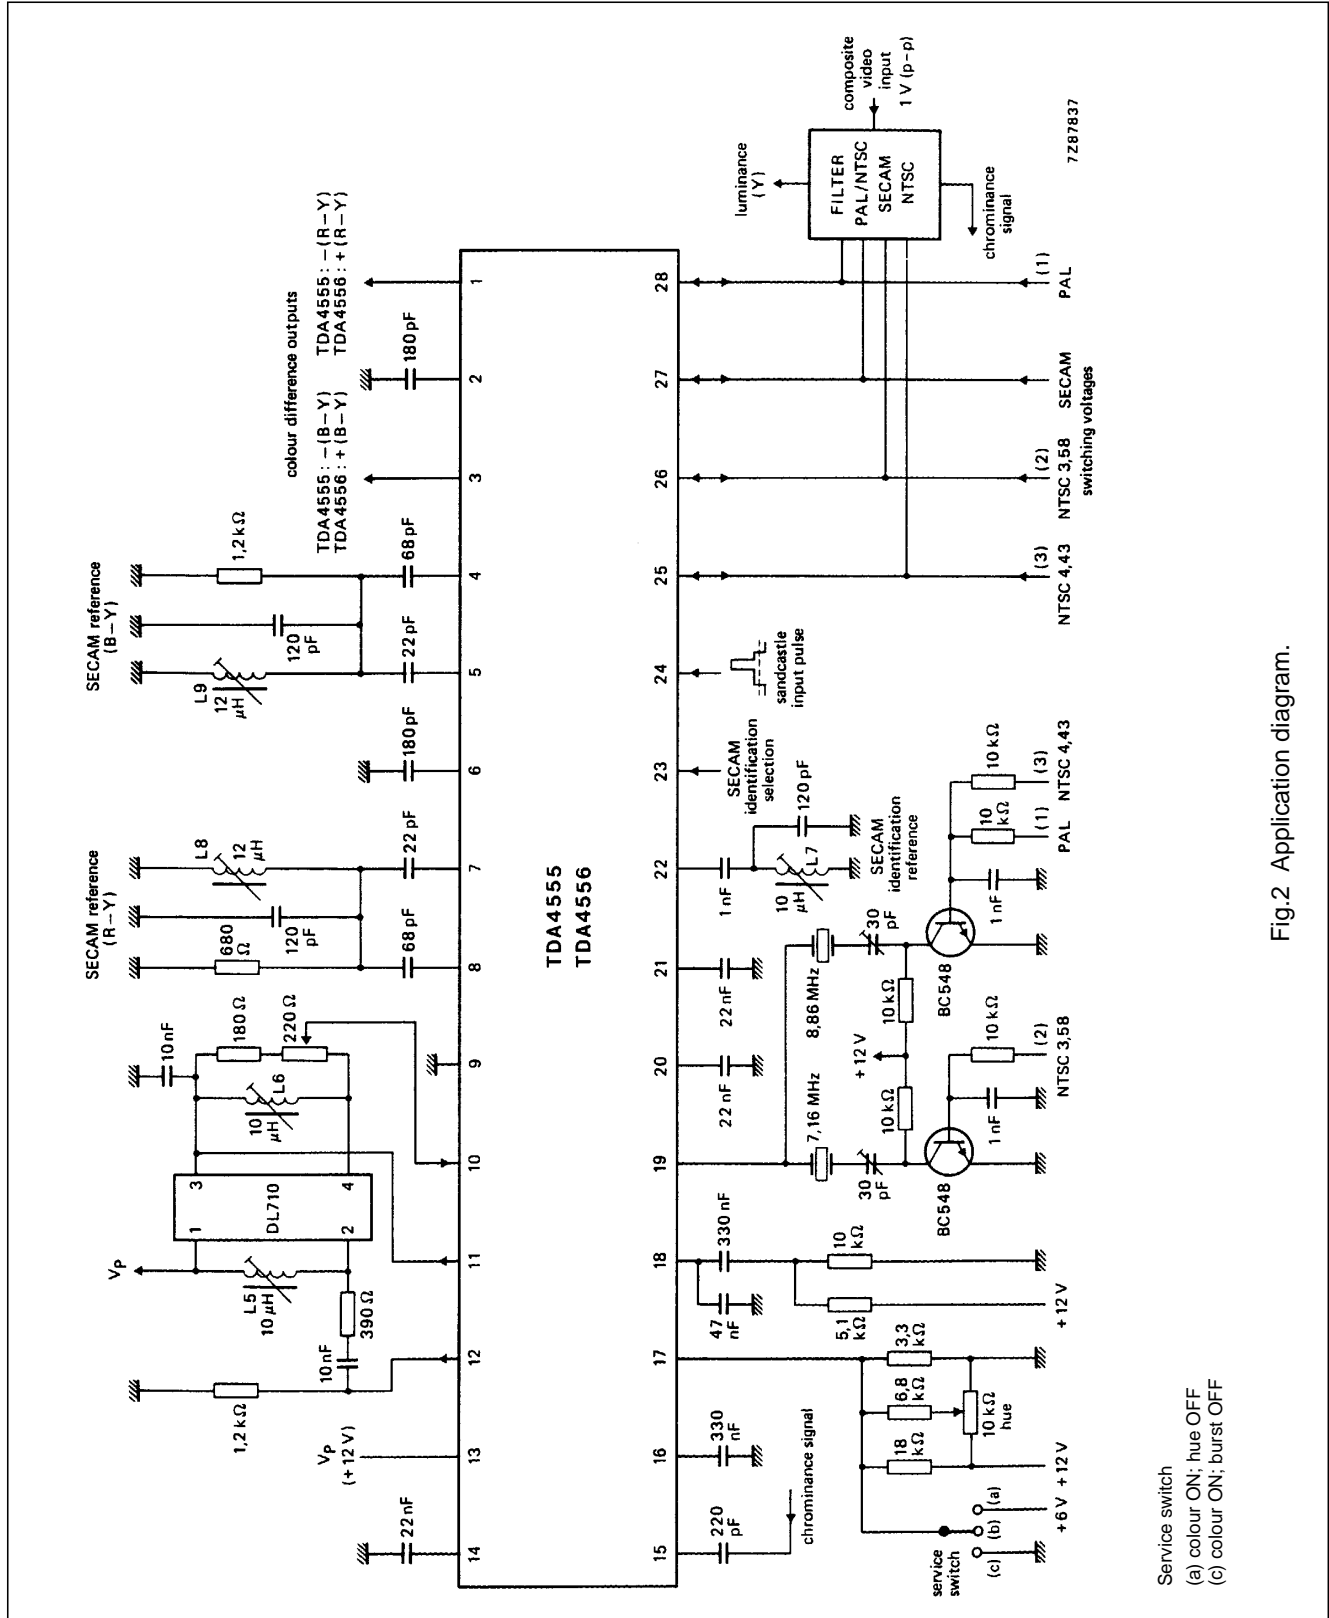 SECAM reference
(B–Y)
SECAM reference
(R–Y)
colour difference outputs
TDA4555 : –(B–Y)
TDA4556 : +(B–Y)
TDA4555 : –(R–Y)
TDA4556 : +(R–Y)
22 nF
Vp
(+12 V)
1,2 kΩ
10 nF
390 Ω
Vp
L5
10 μH
1
2
3
4
DL710
10
μH
L6
10 nF
180 Ω
220 Ω
680
Ω
120
pF
L8
12
μH
68 pF
22 pF
180 pF
L9
12
μH
120
pF
1,2 kΩ
22 pF
68 pF
180 pF
14
13
12
11
10
9
8
7
6
5
4
3
2
1
TDA4555
TDA4556
15
16
17
18
19
20
21
22
23
24
25
26
27
28
220
pF
chrominance signal
330
nF
service
switch
(c)
(b)
(a)
+6 V
+12 V
18
kΩ
6,8
kΩ
3,3
kΩ
10 kΩ
hue
47
nF
330 nF
5,1
kΩ
10
kΩ
+12 V
7,16 MHz
30
pF
BC548
10 kΩ
+12 V
10 kΩ
1 nF
10 kΩ
(2)
NTSC 3,58
22 nF
22 nF
8,86 MHz
30
pF
BC548
1 nF
10
kΩ
10 kΩ
(1)
PAL
(3)
NTSC 4,43
1 nF
10
μH
L7
120 pF
SECAM
identification
reference
SECAM
identification
selection
sandcastle
input pulse
(3)
NTSC 4,43
(2)
NTSC 3,58
SECAM
(1)
PAL
switching voltages
luminance
(Y)
FILTER
PAL/NTSC
SECAM
NTSC
composite
video
input
1 V (p–p)
chrominance
signal
7Z87837
Service switch
(a) colour ON; hue OFF
(c) colour ON; burst OFF
Fig.2 Application diagram.